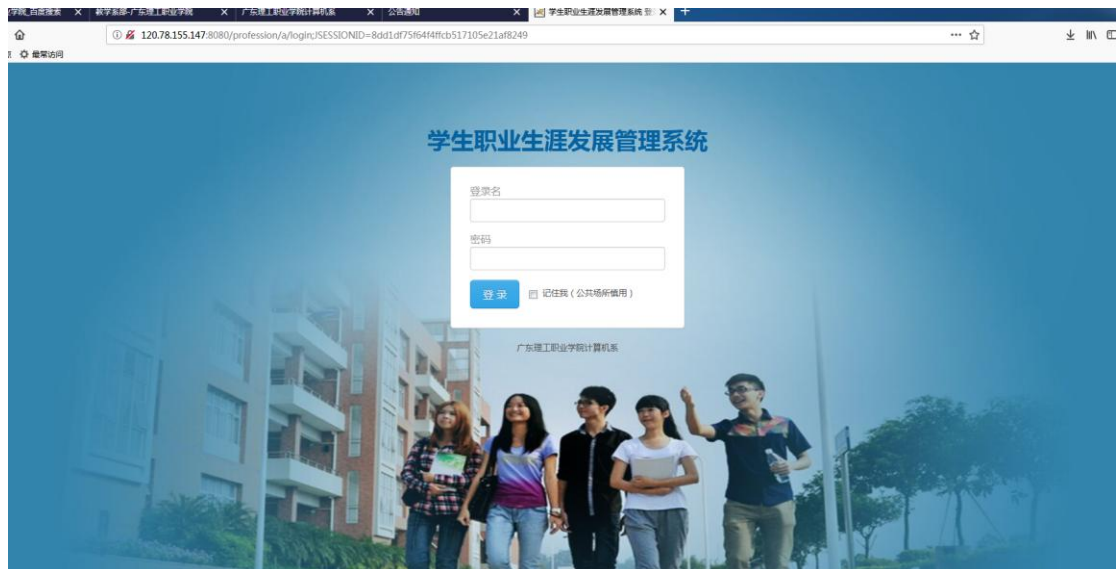 学院_百度搜索
教学系部-广东理工职业学院
广东理工职业学院计算机系
公告通知
学生职业生涯发展管理系统 登
120.78.155.147:8080/profession/a/login;JSESSIONID=8dd1df75f64f4ffcb517105e21af8249
最常访问
学生职业生涯发展管理系统
登录名
密码
登 录
记住我（公共场所慎用）
广东理工职业学院计算机系